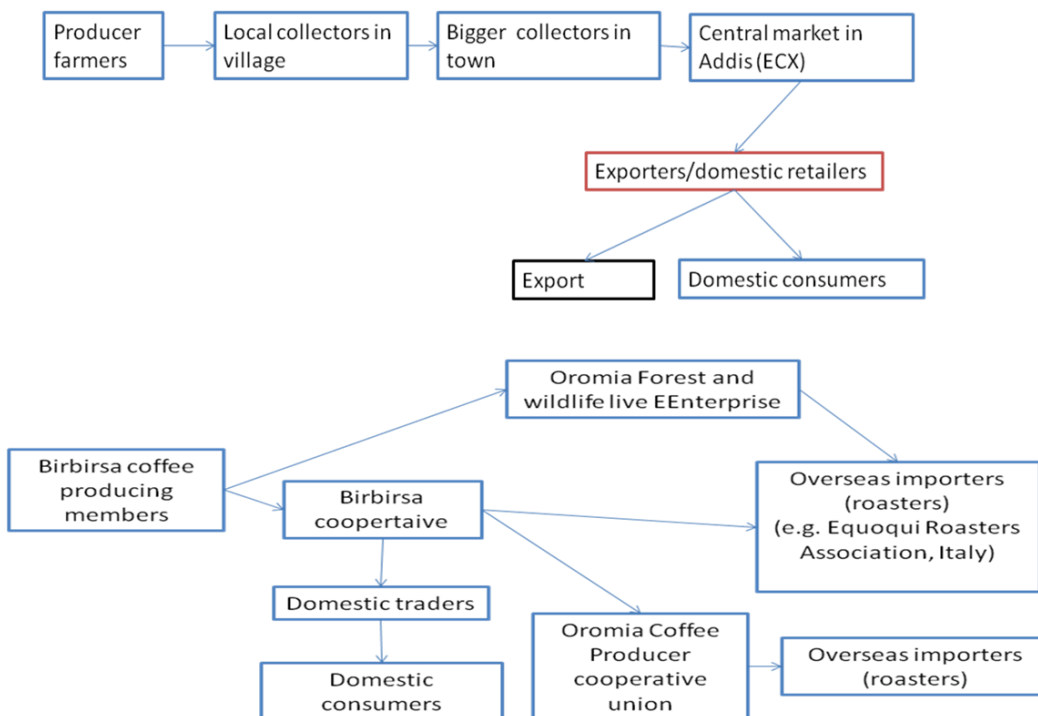 Producer
farmers
Local collectors in
village
Bigger collectors in
town
Central market in
Addis (ECX)
Exporters/domestic retailers
Export
Domestic consumers
Oromia Forest and
wildlife live EEnterprise
Birbirsa coffee
producing
members
Birbirsa
coopertaive
Overseas importers
(roasters)
(e.g. Equoqui Roasters
Association, Italy)
Domestic traders
Oromia Coffee
Producer
cooperative
union
Overseas importers
(roasters)
Domestic
consumers